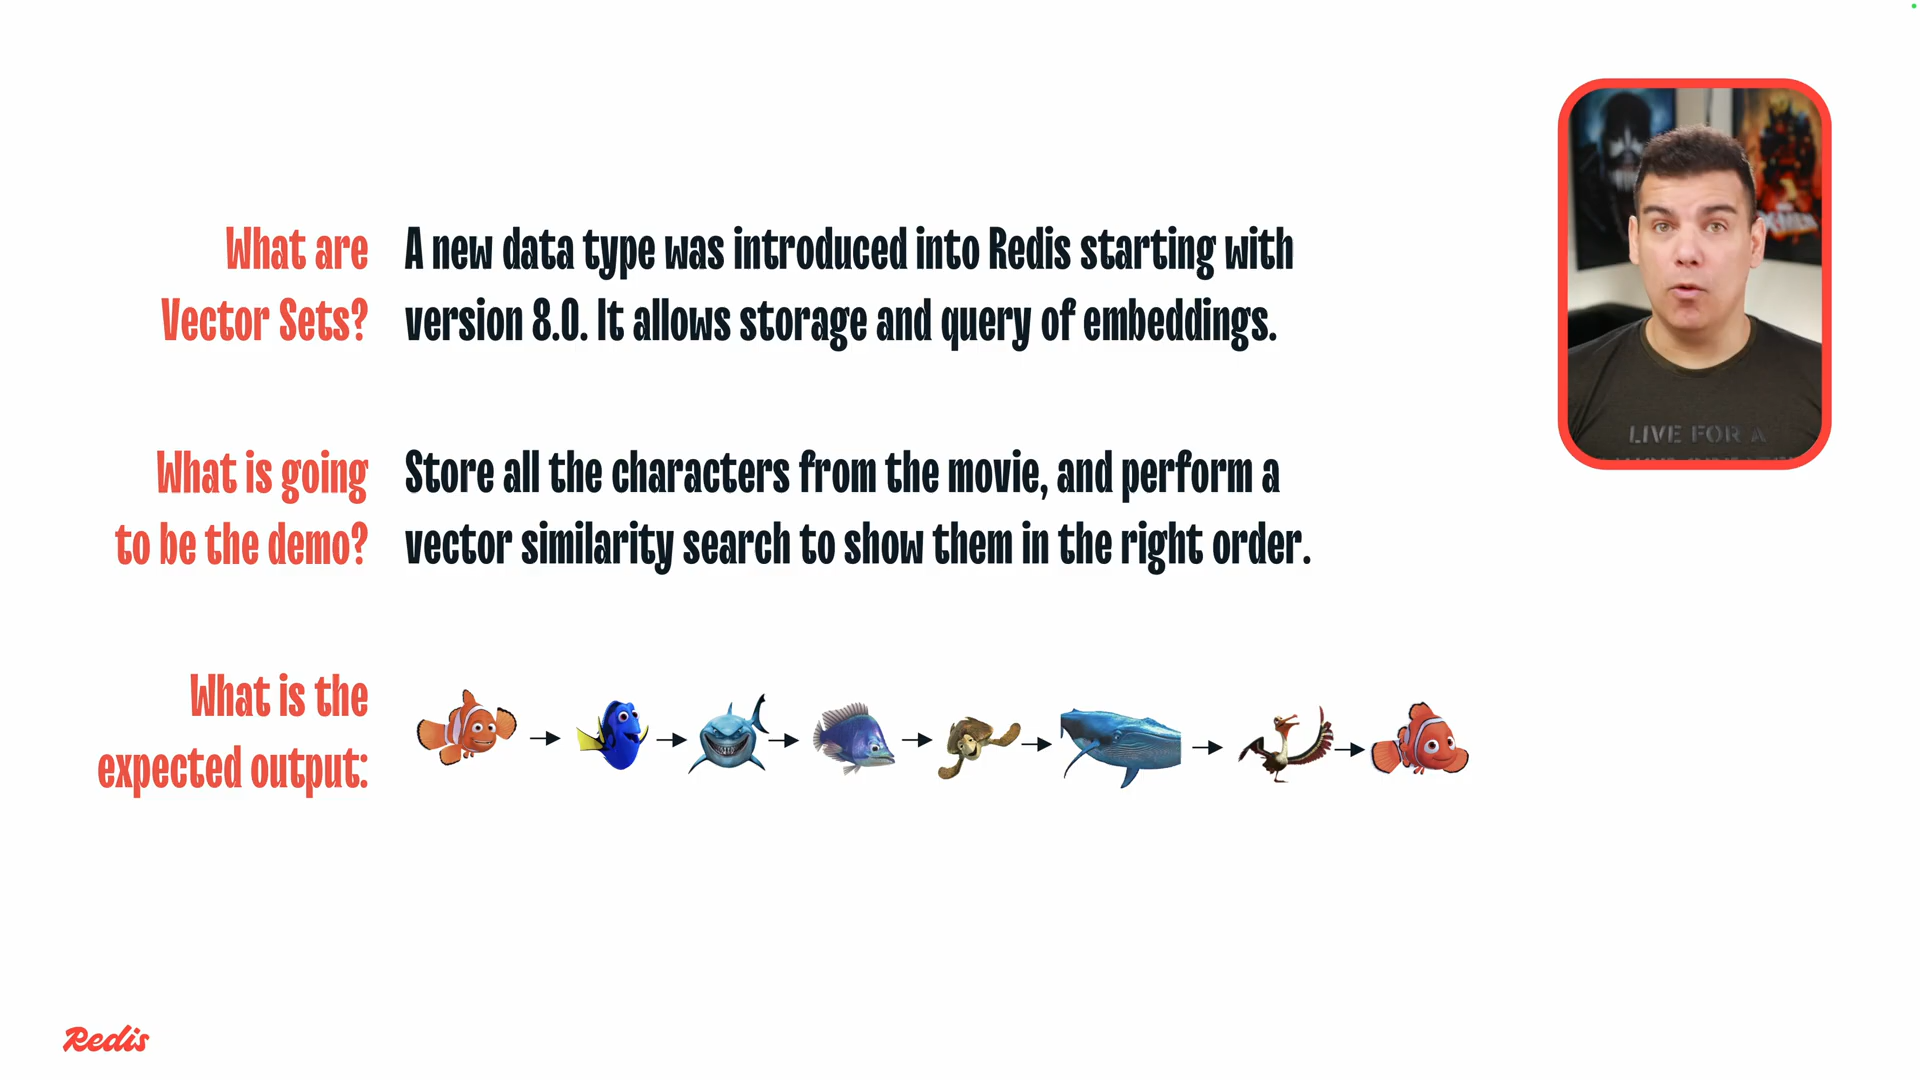 What are
Vector Sets?
A new data type was introduced into Redis starting with
version 8.0. It allows storage and query of embeddings.
What is going
to be the demo?
Store all the characters from the movie, and perform a
vector similarity search to show them in the right order.
What is the
expected output:
LIVE FOR A
Redis